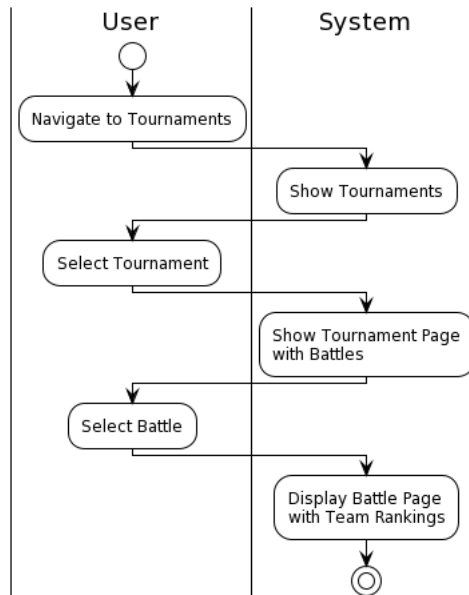 User
System
Navigate to Tournaments
Show Tournaments
Select Tournament
Show Tournament Page
with Battles
Select Battle
Display Battle Page
with Team Rankings